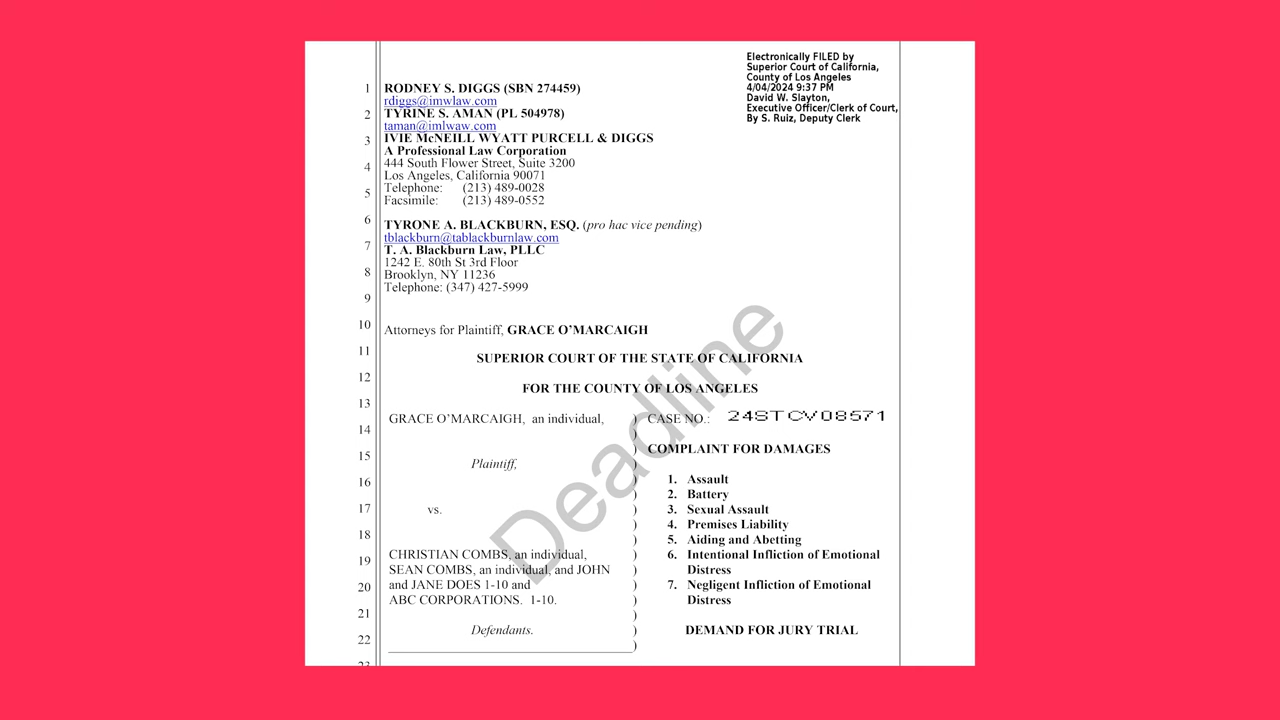 Electronically FILED by
Superior Court of California,
County of Los Angeles
4/04/2024 9:37 PM
David W. Slayton,
Executive Officer/Clerk of Court,
By S. Ruiz, Deputy Clerk
1 RODNEY S. DIGGS (SBN 274459)
rdiggs@imwlaw.com
2 TYRINE S. AMAN (PL 504978)
taman@imlwaw.com
3 IVIE McNEILL WYATT PURCELL & DIGGS
A Professional Law Corporation
4 444 South Flower Street, Suite 3200
Los Angeles, California 90071
5 Telephone: (213) 489-0028
Facsimile: (213) 489-0552
6 TYRONE A. BLACKBURN, ESQ. (pro hac vice pending)
tblackburn@tablackburnlaw.com
7 T. A. Blackburn Law, PLLC
1242 E. 80th St 3rd Floor
8 Brooklyn, NY 11236
Telephone: (347) 427-5999
9
10 Attorneys for Plaintiff, GRACE O’MARCAIGH
11 SUPERIOR COURT OF THE STATE OF CALIFORNIA
12 FOR THE COUNTY OF LOS ANGELES
13
GRACE O’MARCAIGH, an individual,
14
15
Plaintiff,
16
17 vs.
18
19 CHRISTIAN COMBS, an individual,
SEAN COMBS, an individual, and JOHN
20 and JANE DOES 1-10 and
ABC CORPORATIONS. 1-10.
21
Defendants.
22
23
) CASE NO.: 24STCV08571
)
) COMPLAINT FOR DAMAGES
)
) 1. Assault
) 2. Battery
) 3. Sexual Assault
) 4. Premises Liability
) 5. Aiding and Abetting
) 6. Intentional Infliction of Emotional
) Distress
) 7. Negligent Infliction of Emotional
) Distress
)
) DEMAND FOR JURY TRIAL
)
Deadline